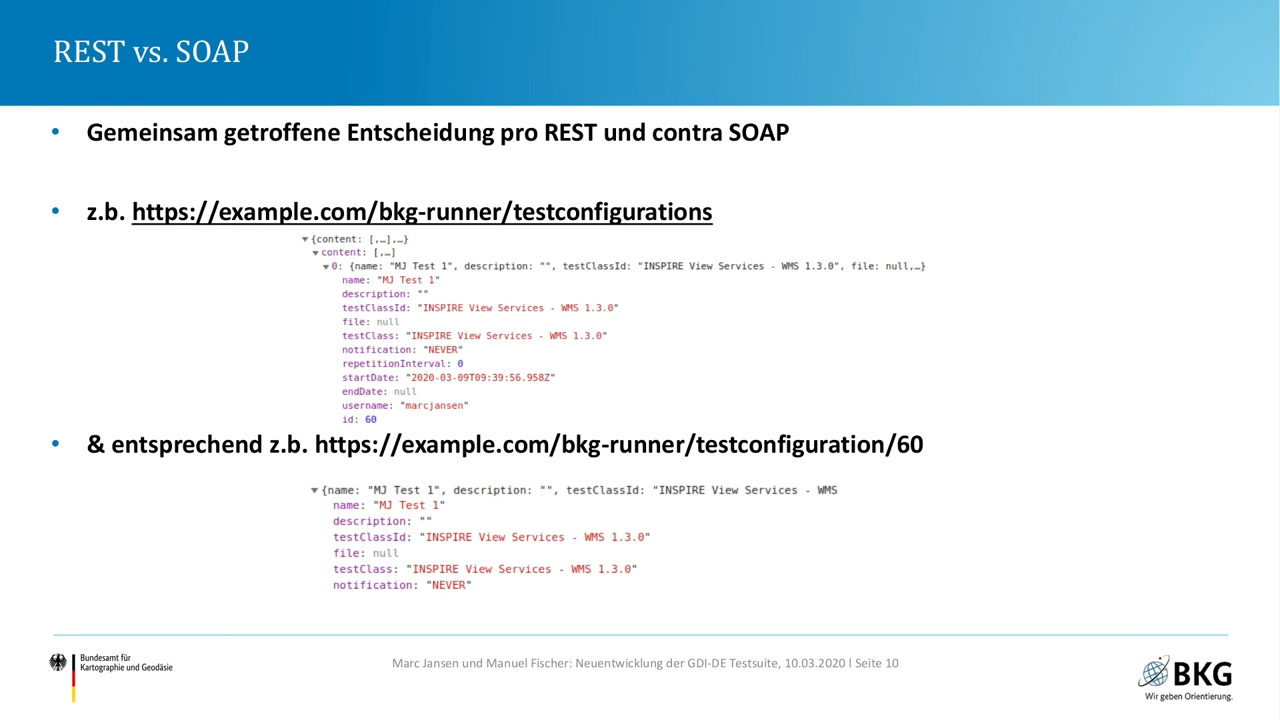 REST vs. SOAP
• Gemeinsam getroffene Entscheidung pro REST und contra SOAP
• z.b. https://example.com/bkg-runner/testconfigurations
▼{content: [,…],…}
▼content: [,…]
▼0: {name: "MJ Test 1", description: "", testClassId: "INSPIRE View Services - WMS 1.3.0", file: null,…}
name: "MJ Test 1"
description: ""
testClassId: "INSPIRE View Services - WMS 1.3.0"
file: null
testClass: "INSPIRE View Services - WMS 1.3.0"
notification: "NEVER"
repetitionInterval: 0
startDate: "2020-03-09T09:39:56.958Z"
endDate: null
username: "marcjansen"
id: 60
• & entsprechend z.b. https://example.com/bkg-runner/testconfiguration/60
▼{name: "MJ Test 1", description: "", testClassId: "INSPIRE View Services - WMS
name: "MJ Test 1"
description: ""
testClassId: "INSPIRE View Services - WMS 1.3.0"
file: null
testClass: "INSPIRE View Services - WMS 1.3.0"
notification: "NEVER"
Bundesamt für
Kartographie und Geodäsie
Marc Jansen und Manuel Fischer: Neuentwicklung der GDI-DE Testsuite, 10.03.2020 l Seite 10
BKG
Wir geben Orientierung.